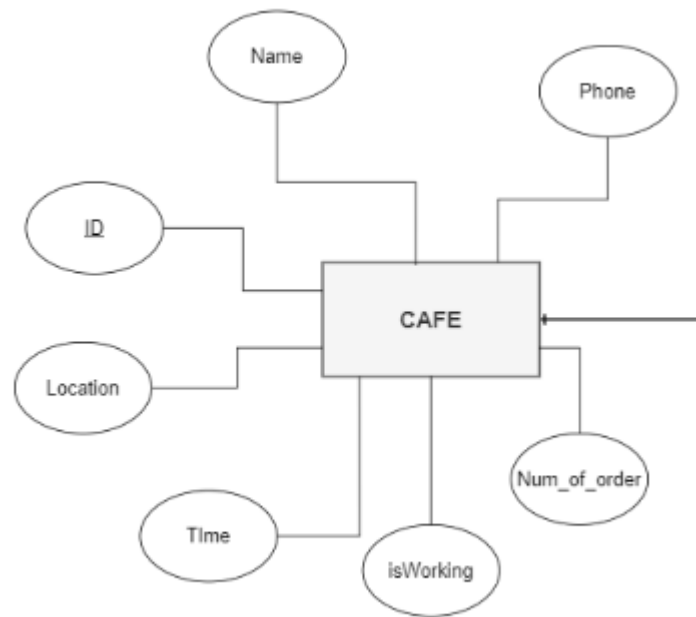 Name
Phone
ID
CAFE
Location
Num_of_order
TIme
isWorking